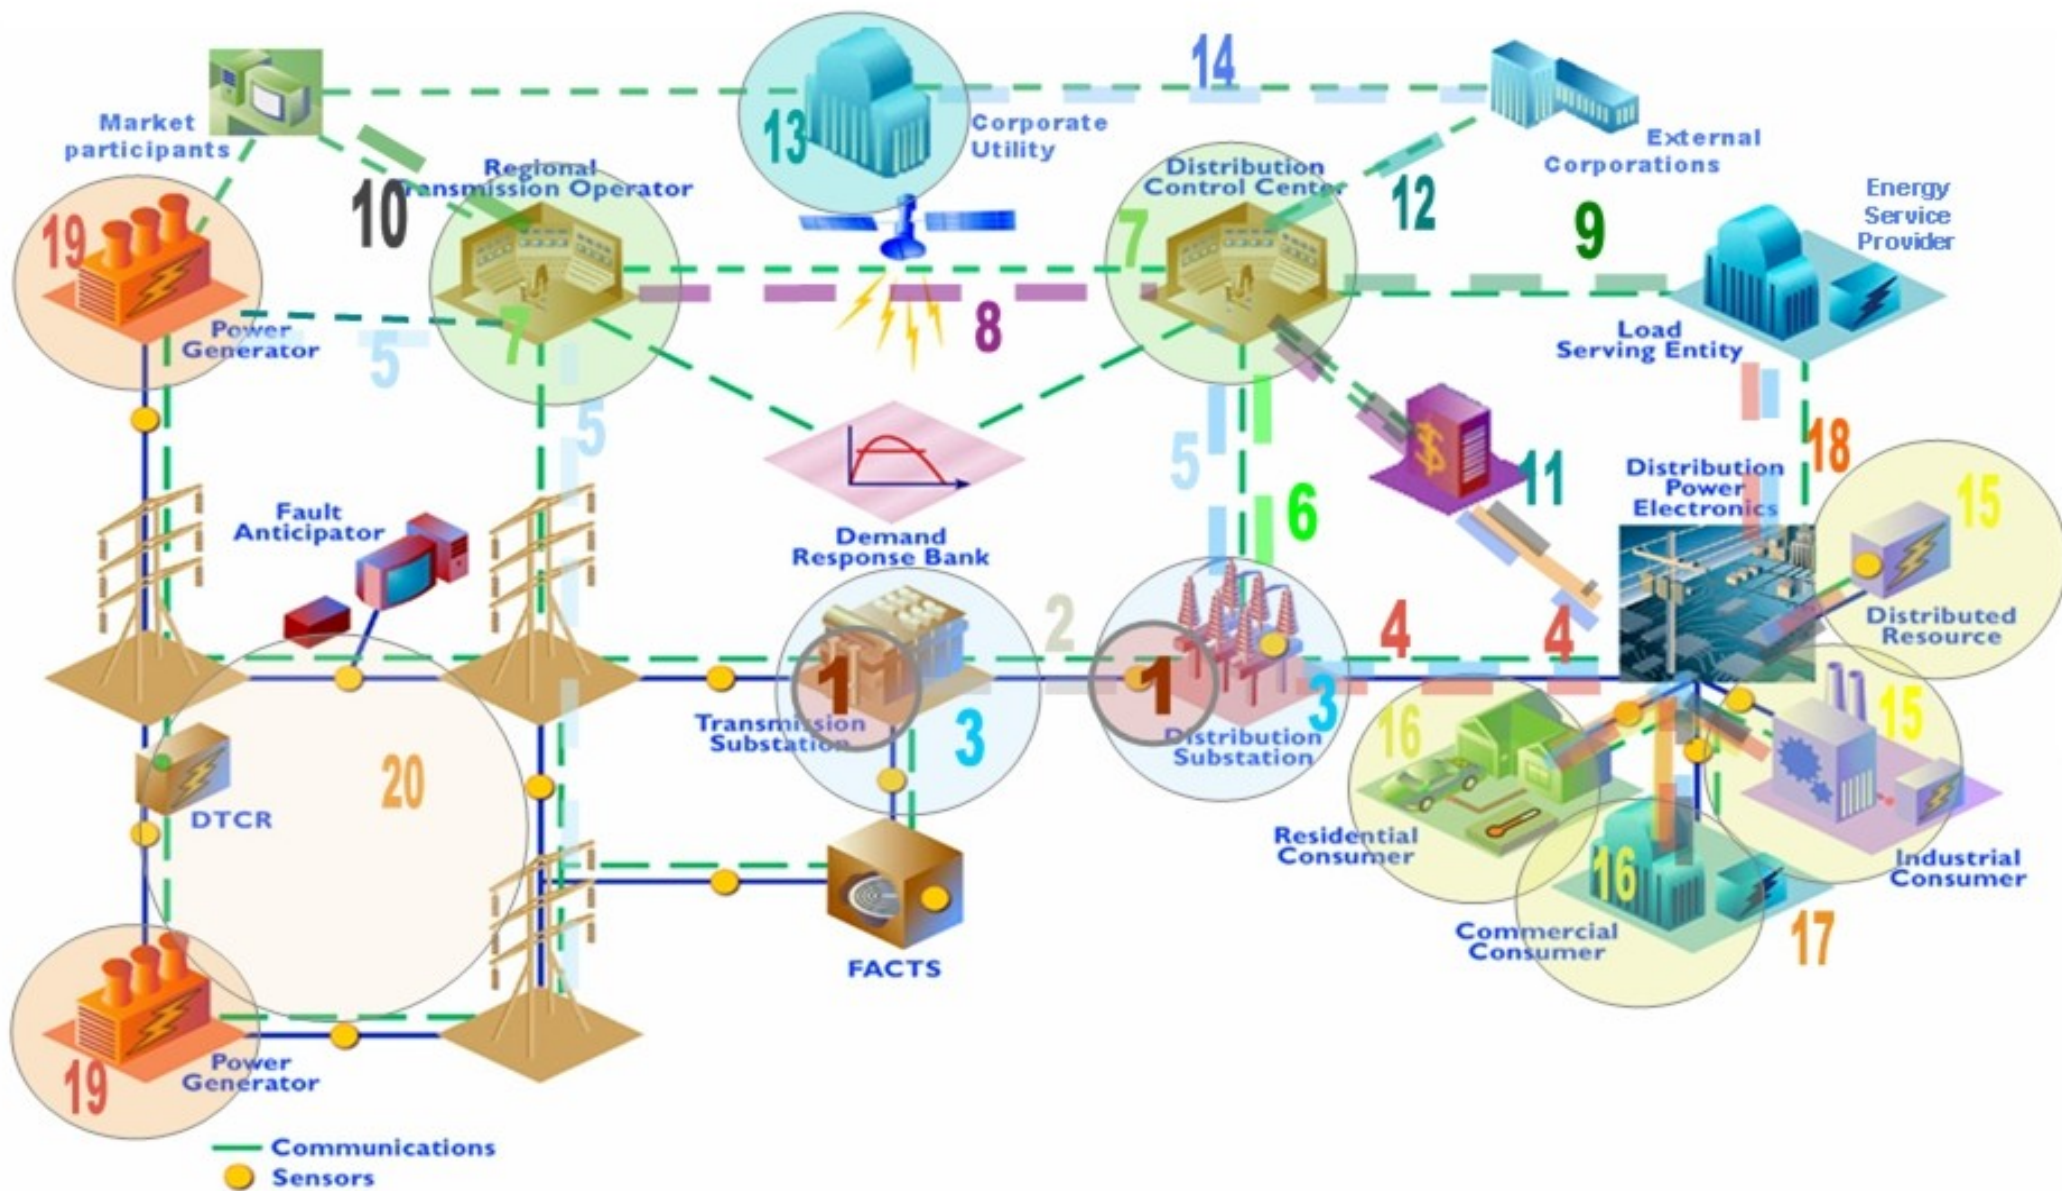 14
13
Market
participants
Corporate
Utility
External
Corporations
Regional
Transmission Operator
Distribution
Control Center
Energy
Service
Provider
10
12
19
7
9
Power
Generator
5
7
8
Load
Serving Entity
5
5
18
11
Fault
Anticipator
6
Distribution
Power
Electronics
15
Demand
Response Bank
2
4
4
Distributed
Resource
1
1
3
3
Transmission
Substation
Distribution
Substation
16
15
20
DTCR
Residential
Consumer
16
Industrial
Consumer
Commercial
Consumer
17
FACTS
19
Power
Generator
Communications
Sensors
$